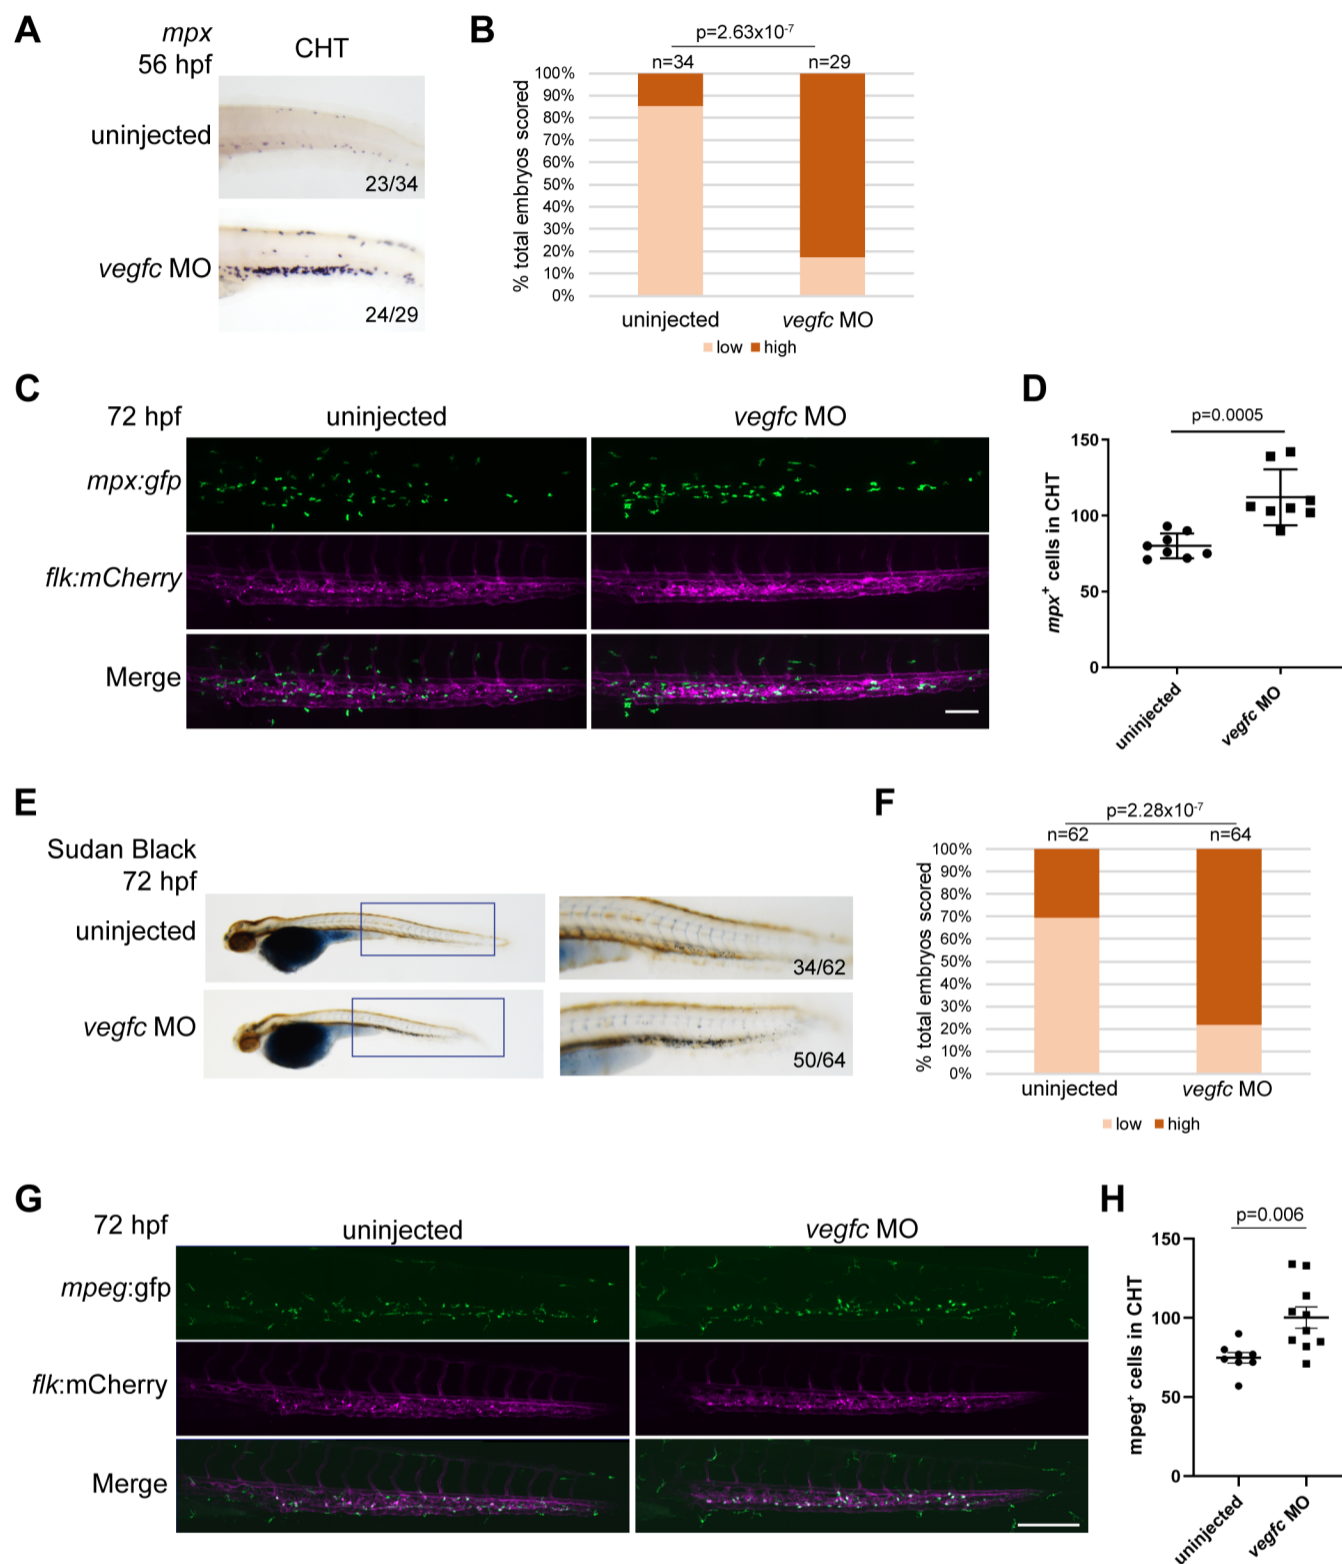 A
mpx
56 hpf
CHT
uninjected
23/34
vegfc MO
24/29
B
p=2.63x10-7
n=34
n=29
% total embryos scored
100%
90%
80%
70%
60%
50%
40%
30%
20%
10%
0%
uninjected
vegfc MO
low
high
C
72 hpf
uninjected
vegfc MO
mpx:gfp
flk:mCherry
Merge
D
p=0.0005
mpx+ cells in CHT
150
100
50
0
uninjected
vegfc MO
E
Sudan Black
72 hpf
uninjected
34/62
vegfc MO
50/64
F
p=2.28x10-7
n=62
n=64
% total embryos scored
100%
90%
80%
70%
60%
50%
40%
30%
20%
10%
0%
uninjected
vegfc MO
low
high
G
72 hpf
uninjected
vegfc MO
mpeg:gfp
flk:mCherry
Merge
H
p=0.006
mpeg+ cells in CHT
150
100
50
0
uninjected
vegfc MO